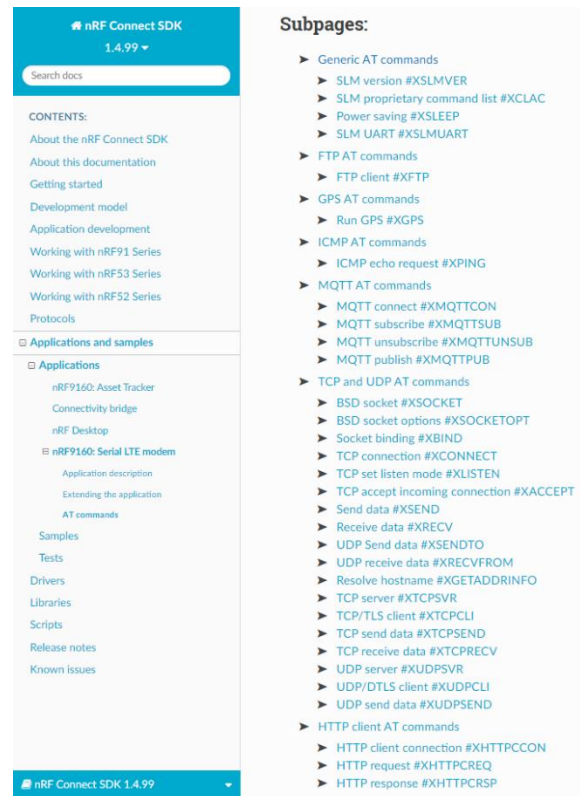 nRF Connect SDK
1.4.99
Search docs
CONTENTS:
About the nRF Connect SDK
About this documentation
Getting started
Development model
Application development
Working with nRF91 Series
Working with nRF53 Series
Working with nRF52 Series
Protocols
Applications and samples
Applications
nRF9160: Asset Tracker
Connectivity bridge
nRF Desktop
nRF9160: Serial LTE modem
Application description
Extending the application
AT commands
Samples
Tests
Drivers
Libraries
Scripts
Release notes
Known issues
nRF Connect SDK 1.4.99
Subpages:
Generic AT commands
SLM version #XSLMVER
SLM proprietary command list #XCLAC
Power saving #XSLEEP
SLM UART #XSLMUART
FTP AT commands
FTP client #XFTP
GPS AT commands
Run GPS #XGPS
ICMP AT commands
ICMP echo request #XPING
MQTT AT commands
MQTT connect #XMQTTCON
MQTT subscribe #XMQTTSUB
MQTT unsubscribe #XMQTTUNSUB
MQTT publish #XMQTTPUB
TCP and UDP AT commands
BSD socket #XSOCKET
BSD socket options #XSOCKETOPT
Socket binding #XBIND
TCP connection #XCONNECT
TCP set listen mode #XLISTEN
TCP accept incoming connection #XACCEPT
Send data #XSEND
Receive data #XRECV
UDP Send data #XSENDTO
UDP receive data #XRECVFROM
Resolve hostname #XGETADDRINFO
TCP server #XTCPSVR
TCP/TLS client #XTCPCLI
TCP send data #XTCPSEND
TCP receive data #XTCPRECV
UDP server #XUDPSVR
UDP/DTLS client #XUDPCLI
UDP send data #XUDPSEND
HTTP client AT commands
HTTP client connection #XHTTPCCON
HTTP request #XHTTPCREQ
HTTP response #XHTTPCRSP